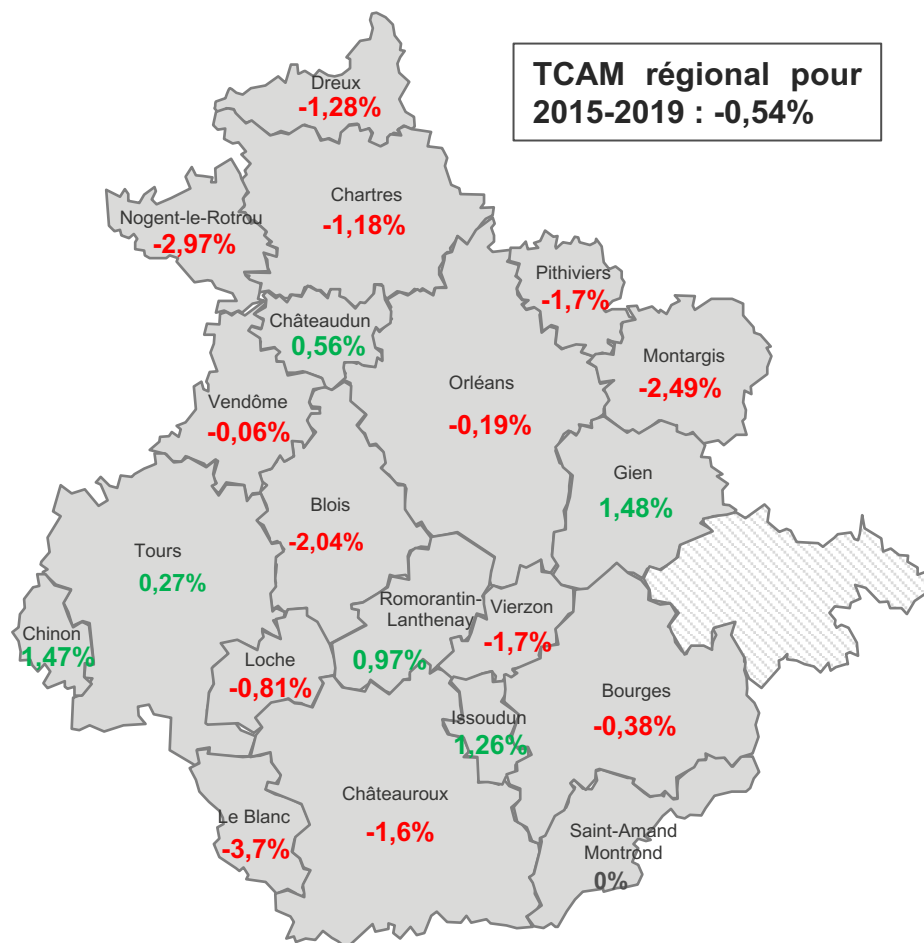 TCAM régional pour
2015-2019 : -0,54%
Dreux
-1,28%
Chartres
-1,18%
Nogent-le-Rotrou
-2,97%
Pithiviers
-1,7%
Châteaudun
0,56%
Montargis
-2,49%
Orléans
-0,19%
Vendôme
-0,06%
Gien
1,48%
Blois
-2,04%
Tours
0,27%
Romorantin-
Lanthenay
0,97%
Vierzon
-1,7%
Chinon
1,47%
Loche
-0,81%
Bourges
-0,38%
Issoudun
1,26%
Châteauroux
-1,6%
Le Blanc
-3,7%
Saint-Amand
Montrond
0%